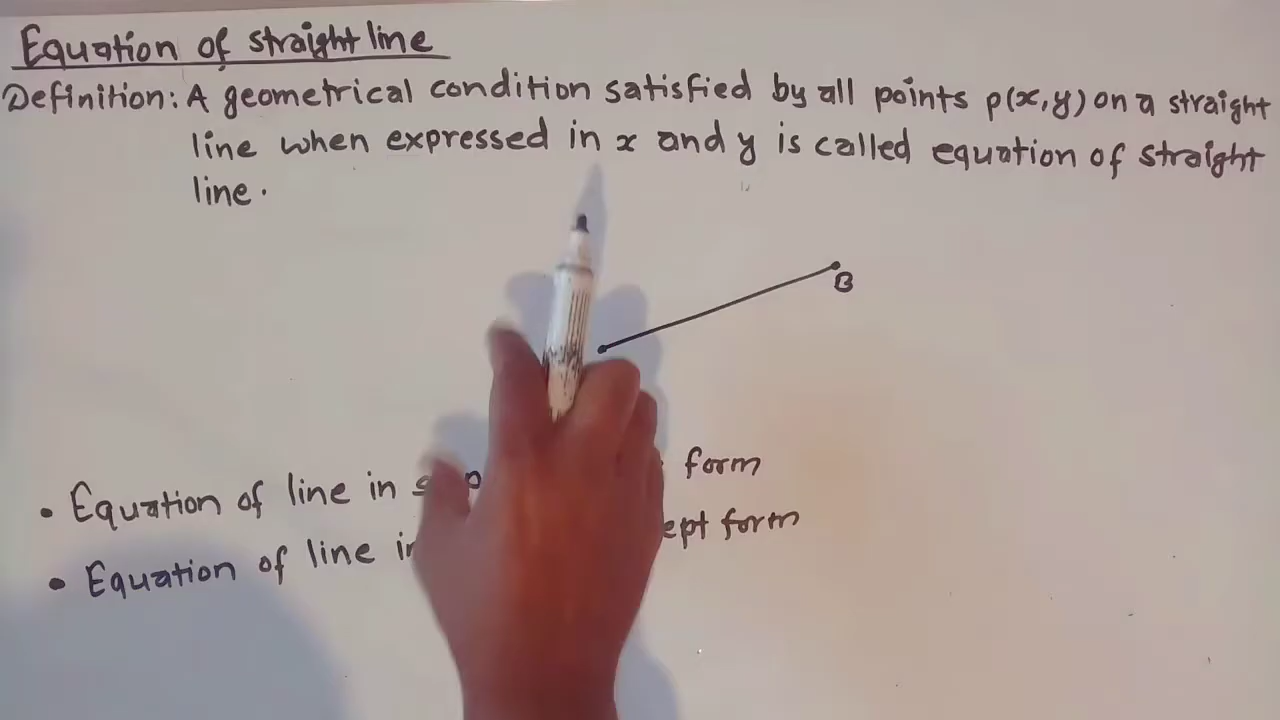 Equation of straight line
Definition: A geometrical condition satisfied by all points p(x,y) on a straight
line when expressed in x and y is called equation of straight
line.
B
• Equation of line in form
• Equation of line in form